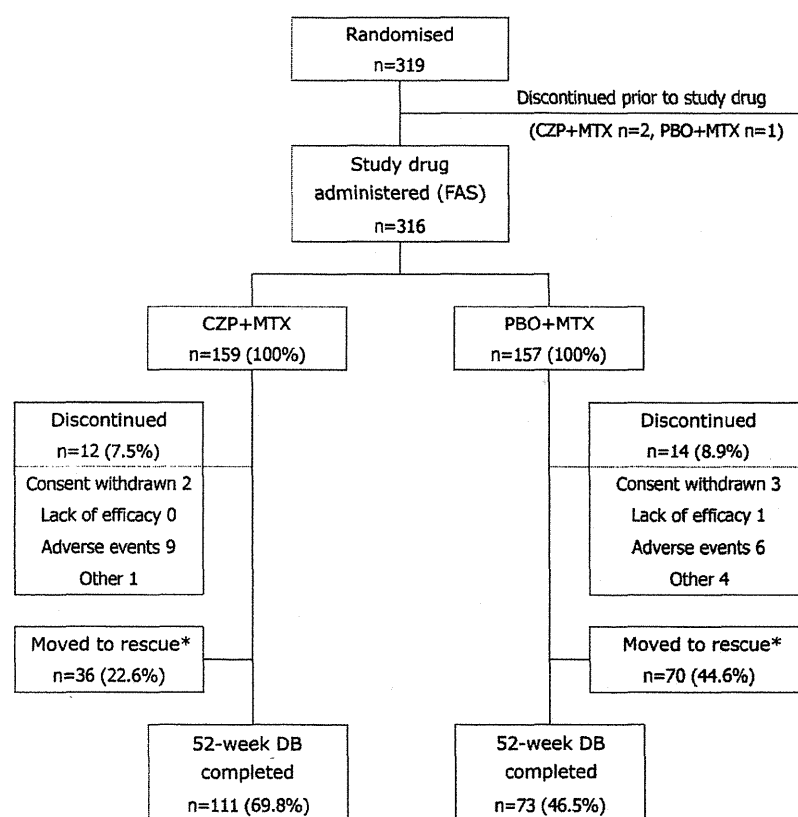 Randomised
n=319
Discontinued prior to study drug
(CZP+MTX n=2, PBO+MTX n=1)
Study drug
administered (FAS)
n=316
CZP+MTX
n=159 (100%)
PBO+MTX
n=157 (100%)
Discontinued
n=12 (7.5%)
Consent withdrawn 2
Lack of efficacy 0
Adverse events 9
Other 1
Discontinued
n=14 (8.9%)
Consent withdrawn 3
Lack of efficacy 1
Adverse events 6
Other 4
Moved to rescue*
n=36 (22.6%)
Moved to rescue*
n=70 (44.6%)
52-week DB
completed
n=111 (69.8%)
52-week DB
completed
n=73 (46.5%)